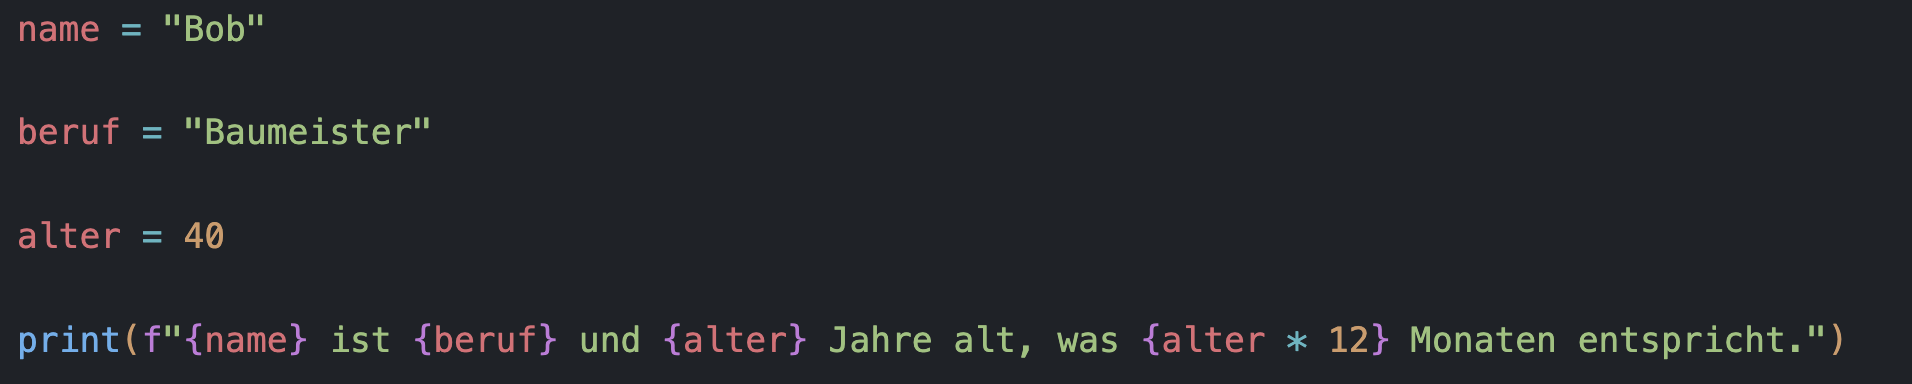 name = "Bob"
beruf = "Baumeister"
alter = 40
print(f"{name} ist {beruf} und {alter} Jahre alt, was {alter * 12} Monaten entspricht.")